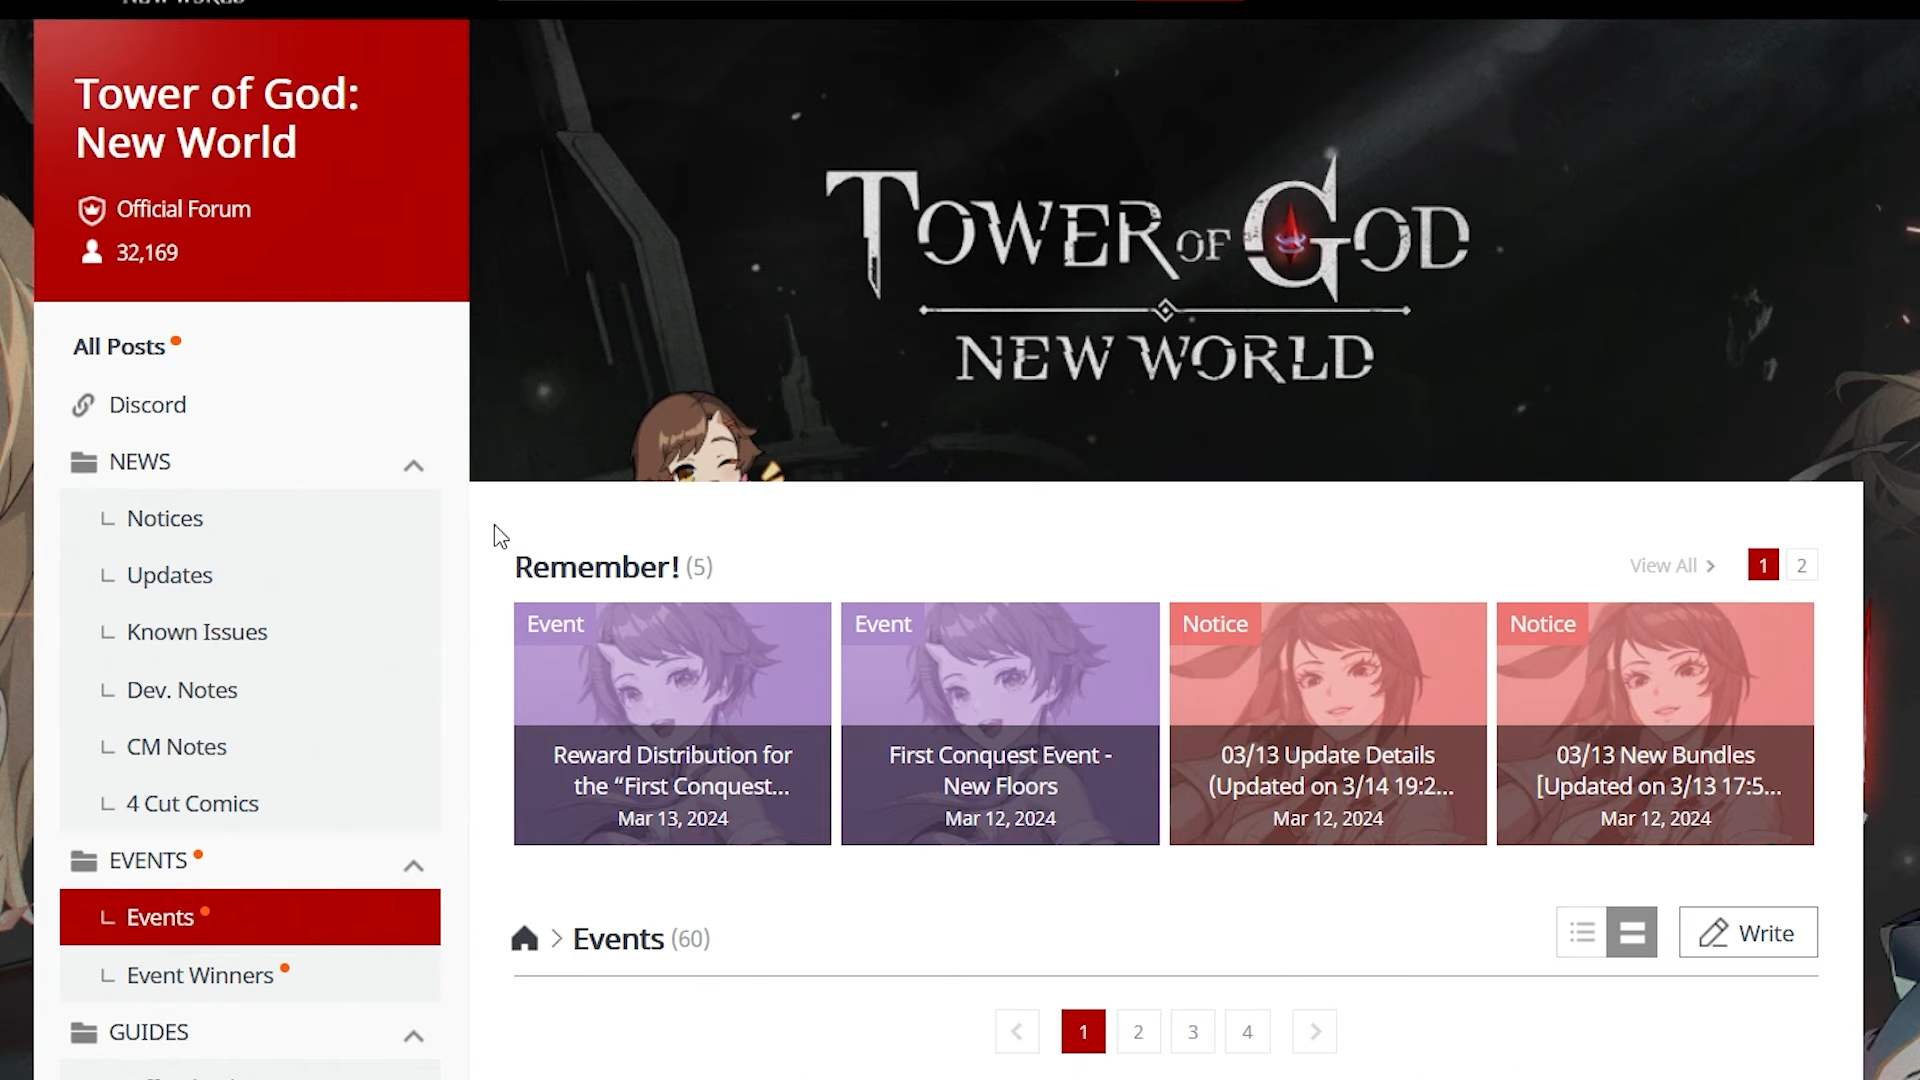 NEW WORLD
Tower of God:
New World
Official Forum
32,169
All Posts
Discord
NEWS
Notices
Updates
Known Issues
Dev. Notes
CM Notes
4 Cut Comics
EVENTS
Events
Event Winners
GUIDES
TOWER OF GOD
NEW WORLD
Remember! (5)
View All
1 2
Event
Reward Distribution for
the “First Conquest...
Mar 13, 2024
Event
First Conquest Event -
New Floors
Mar 12, 2024
Notice
03/13 Update Details
(Updated on 3/14 19:2...
Mar 12, 2024
Notice
03/13 New Bundles
[Updated on 3/13 17:5...
Mar 12, 2024
Events (60)
Write
1 2 3 4